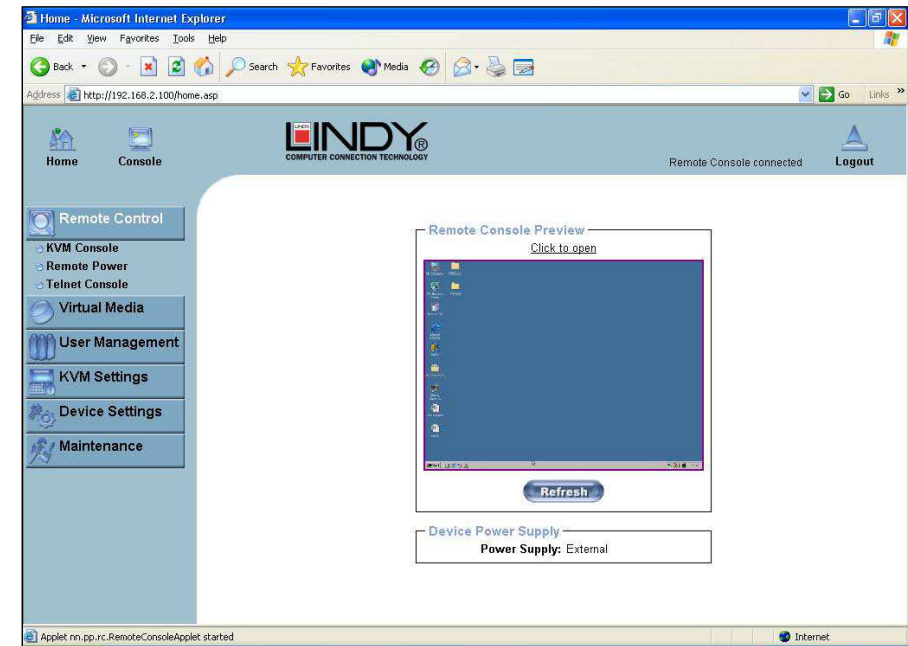 Home - Microsoft Internet Explorer
File Edit View Favorites Tools Help
Back Search Favorites Media
Address http://192.168.2.100/home.asp Go Links »
Home Console
LINDY®
COMPUTER CONNECTION TECHNOLOGY
Remote Console connected Logout
Remote Control
KVM Console
Remote Power
Telnet Console
Virtual Media
User Management
KVM Settings
Device Settings
Maintenance
Remote Console Preview
Click to open
Refresh
Device Power Supply
Power Supply: External
Applet nn.pp.rc.RemoteConsoleApplet started Internet